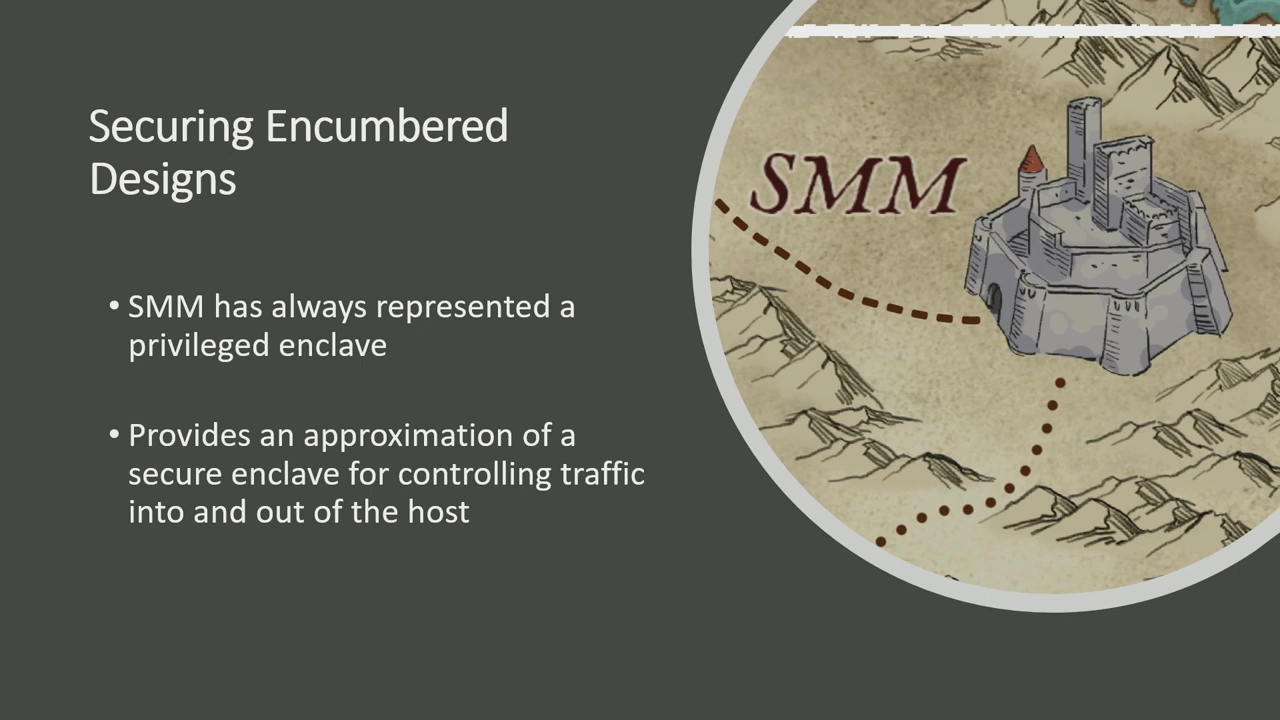 Securing Encumbered
Designs
• SMM has always represented a
privileged enclave
• Provides an approximation of a
secure enclave for controlling traffic
into and out of the host
SMM